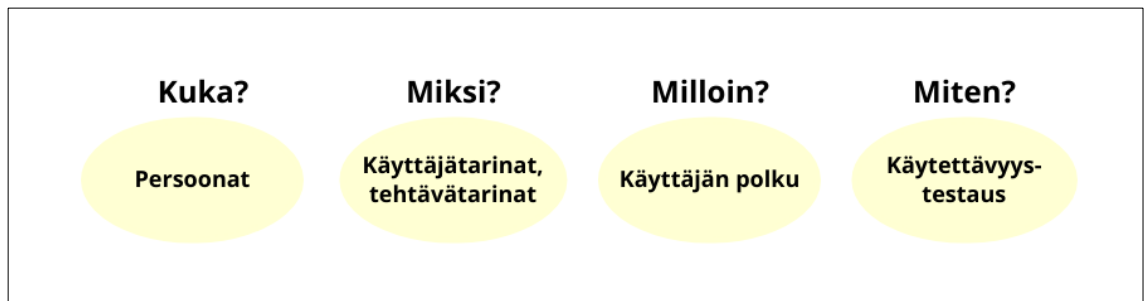 Kuka?
Miksi?
Milloin?
Miten?
Persoonat
Käyttäjätarinat,
tehtävätarinat
Käyttäjän polku
Käytettävyys-
testaus